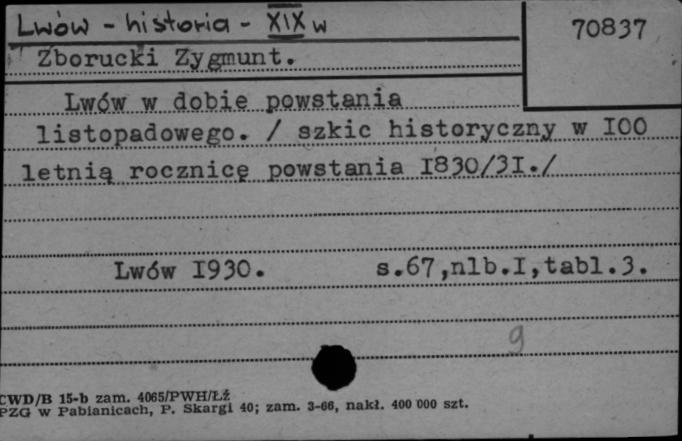 Lwów - historia - XIX w
70837
Zborucki Zygmunt.
Lwów w dobie powstania
listopadowego. / szkic historyczny w I00
letnią rocznicę powstania I830/3I./
Lwów I930. s.67,nlb.I,tabl.3.
9
CWD/B 15-b zam. 4065/PWH/Łź
PZG w Pabianicach, P. Skargi 40; zam. 3-66, nakł. 400 000 szt.